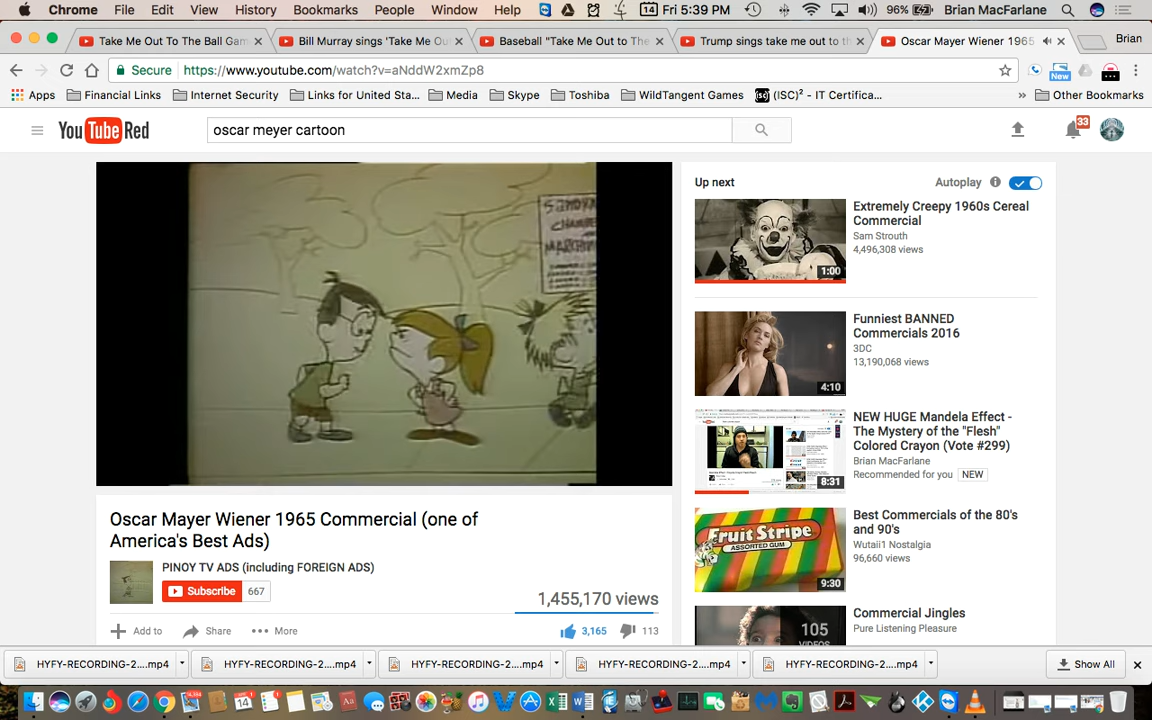 Chrome File Edit View History Bookmarks People Window Help 14 Fri 5:39 PM 96% Brian MacFarlane
Take Me Out To The Ball Gam Bill Murray sings 'Take Me Ou Baseball "Take Me Out to The Trump sings take me out to th Oscar Mayer Wiener 1965 Brian
Secure https://www.youtube.com/watch?v=aNddW2xmZp8 New
Apps Financial Links Internet Security Links for United Sta... Media Skype Toshiba WildTangent Games (ISC)² - IT Certifica... » Other Bookmarks
YouTube Red oscar meyer cartoon 33
Up next Autoplay
Extremely Creepy 1960s Cereal
Commercial
Sam Strouth
4,496,308 views
1:00
Funniest BANNED
Commercials 2016
3DC
13,190,068 views
4:10
NEW HUGE Mandela Effect -
The Mystery of the "Flesh"
Colored Crayon (Vote #299)
Brian MacFarlane
Recommended for you NEW
8:31
Best Commercials of the 80's
and 90's
Wutaii1 Nostalgia
96,660 views
Fruit Stripe
ASSORTED GUM
9:30
Commercial Jingles
Pure Listening Pleasure
105
VIDEOS
Oscar Mayer Wiener 1965 Commercial (one of
America's Best Ads)
PINOY TV ADS (including FOREIGN ADS)
Subscribe 667
1,455,170 views
Add to Share More 3,165 113
HYFY-RECORDING-2....mp4 HYFY-RECORDING-2....mp4 HYFY-RECORDING-2....mp4 HYFY-RECORDING-2....mp4 HYFY-RECORDING-2....mp4 Show All
14